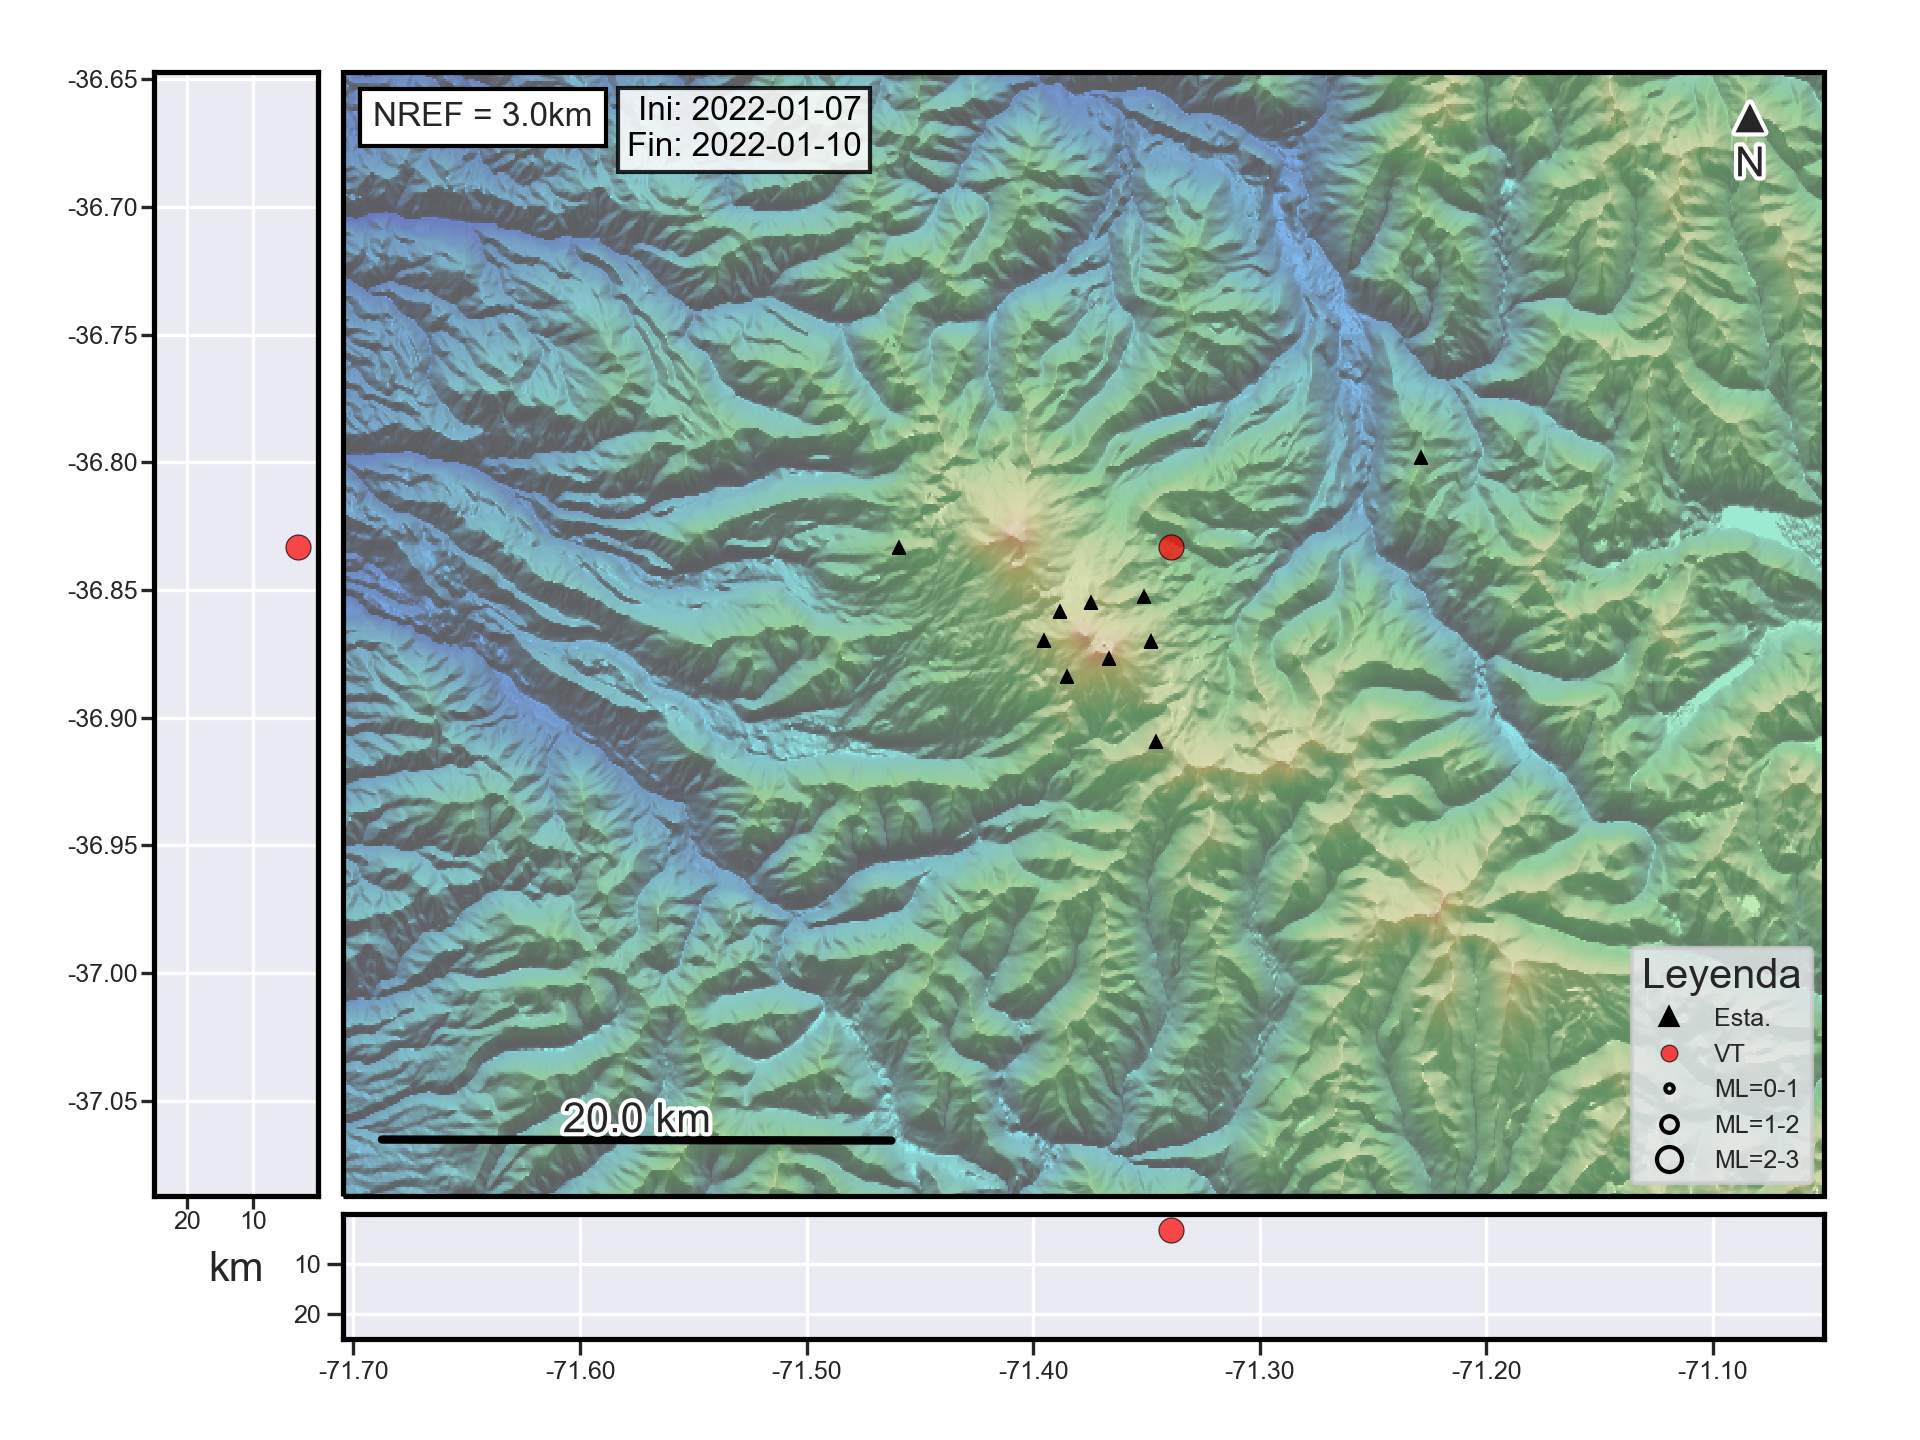 -36.65
-36.70
-36.75
-36.80
-36.85
-36.90
-36.95
-37.00
-37.05
20 10
km
NREF = 3.0km
Ini: 2022-01-07
Fin: 2022-01-10
N
20.0 km
Leyenda
Esta.
VT
ML=0-1
ML=1-2
ML=2-3
10
20
-71.70 -71.60 -71.50 -71.40 -71.30 -71.20 -71.10